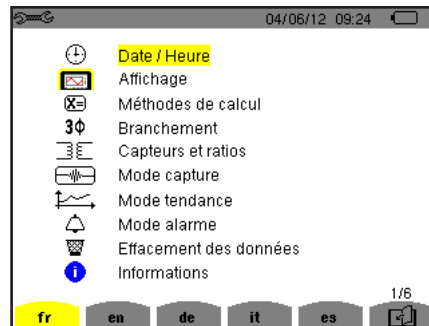 04/06/12 09:24
Date / Heure
Affichage
X= Méthodes de calcul
3Φ Branchement
Capteurs et ratios
Mode capture
Mode tendance
Mode alarme
Effacement des données
i Informations
1/6
fr en de it es